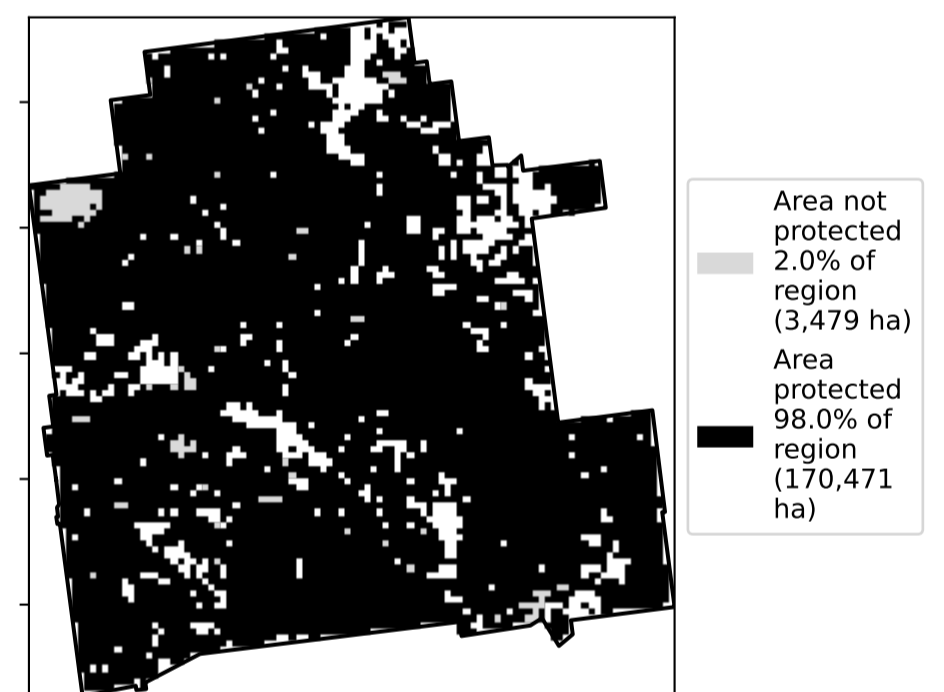 Area not
protected
2.0% of
region
(3,479 ha)
Area
protected
98.0% of
region
(170,471
ha)